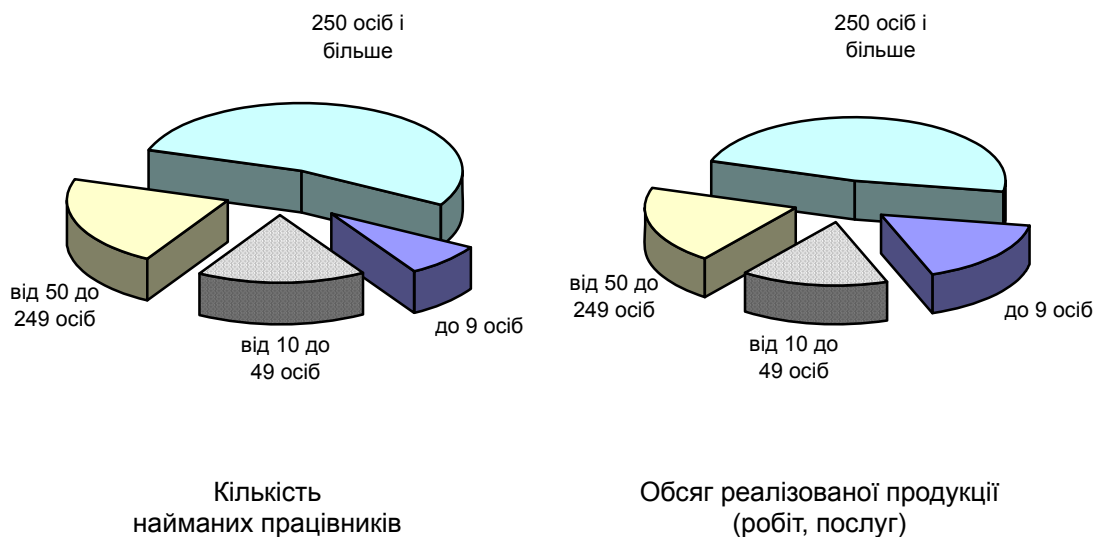 250 осіб і
більше
від 50 до
249 осіб
від 10 до
49 осіб
до 9 осіб
Кількість
найманих працівників
250 осіб і
більше
від 50 до
249 осіб
від 10 до
49 осіб
до 9 осіб
Обсяг реалізованої продукції
(робіт, послуг)